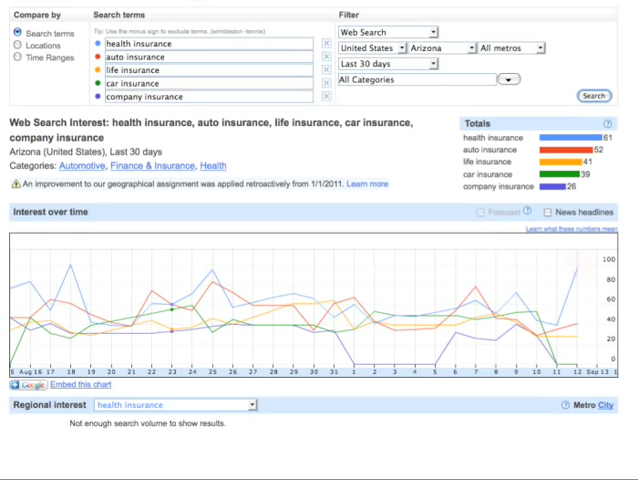 Compare by
Search terms
Filter
Search terms
Locations
Time Ranges
Tip: Use the minus sign to exclude terms. (wimbledon -tennis)
health insurance
auto insurance
life insurance
car insurance
company insurance
Web Search
United States
Arizona
All metros
Last 30 days
All Categories
Search
Web Search Interest: health insurance, auto insurance, life insurance, car insurance,
company insurance
Arizona (United States), Last 30 days
Categories: Automotive, Finance & Insurance, Health
An improvement to our geographical assignment was applied retroactively from 1/1/2011. Learn more
Totals
health insurance 61
auto insurance 52
life insurance 41
car insurance 39
company insurance 26
Interest over time
Forecast
News headlines
Learn what these numbers mean
100
80
60
40
20
0
5 Aug 16 17 18 19 20 21 22 23 24 25 26 27 28 29 30 31 1 2 3 4 5 6 7 8 9 10 11 12 Sep 13 1
Google
Embed this chart
Regional interest
health insurance
Metro City
Not enough search volume to show results.